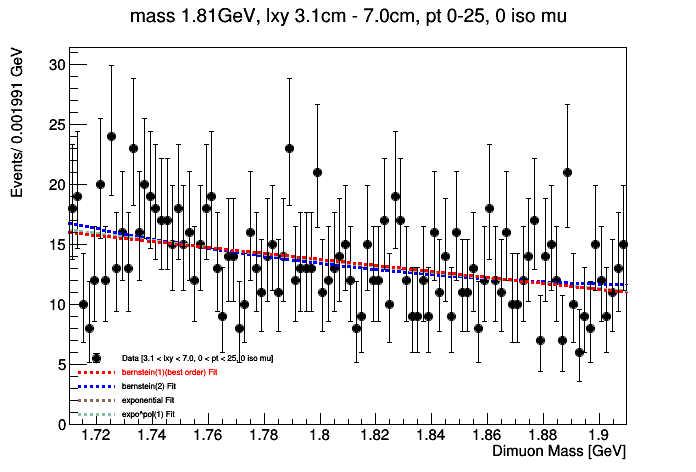 mass 1.81GeV, lxy 3.1cm - 7.0cm, pt 0-25, 0 iso mu
Events/ 0.001991 GeV
30
25
20
15
10
5
0
Data [3.1 < lxy < 7.0, 0 < pt < 25, 0 iso mu]
bernstein(1)(best order) Fit
bernstein(2) Fit
exponential Fit
expo*pol(1) Fit
1.72 1.74 1.76 1.78 1.8 1.82 1.84 1.86 1.88 1.9
Dimuon Mass [GeV]